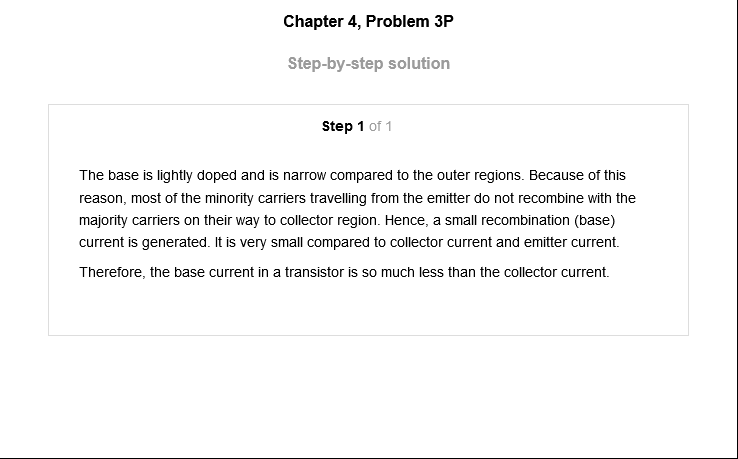 Chapter 4, Problem 3P
Step-by-step solution
Step 1 of 1
The base is lightly doped and is narrow compared to the outer regions. Because of this
reason, most of the minority carriers travelling from the emitter do not recombine with the
majority carriers on their way to collector region. Hence, a small recombination (base)
current is generated. It is very small compared to collector current and emitter current.
Therefore, the base current in a transistor is so much less than the collector current.